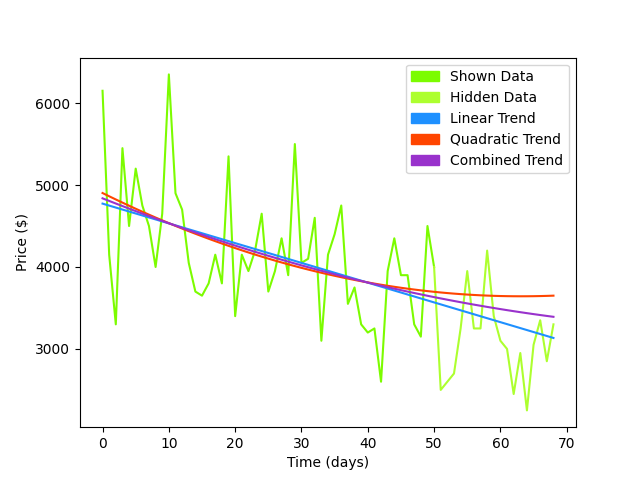 Shown Data
Hidden Data
Linear Trend
Quadratic Trend
Combined Trend
Price ($)
6000
5000
4000
3000
0 10 20 30 40 50 60 70
Time (days)